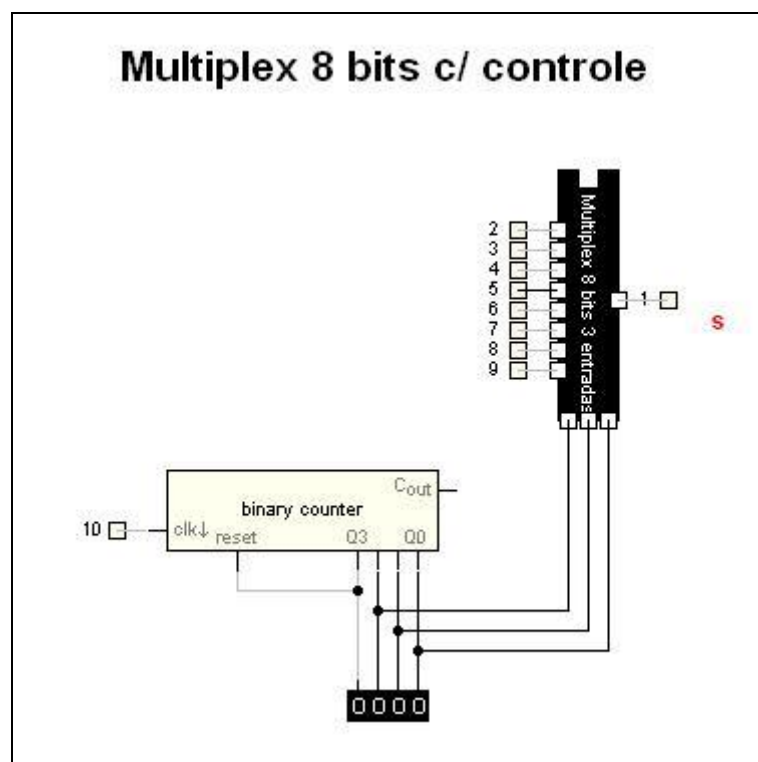 Multiplex 8 bits c/ controle
Multiplex 8 bits 3 entradas
2
3
4
5
6
7
8
9
1
s
Cout
binary counter
10
clk↓
reset
Q3
Q0
0000